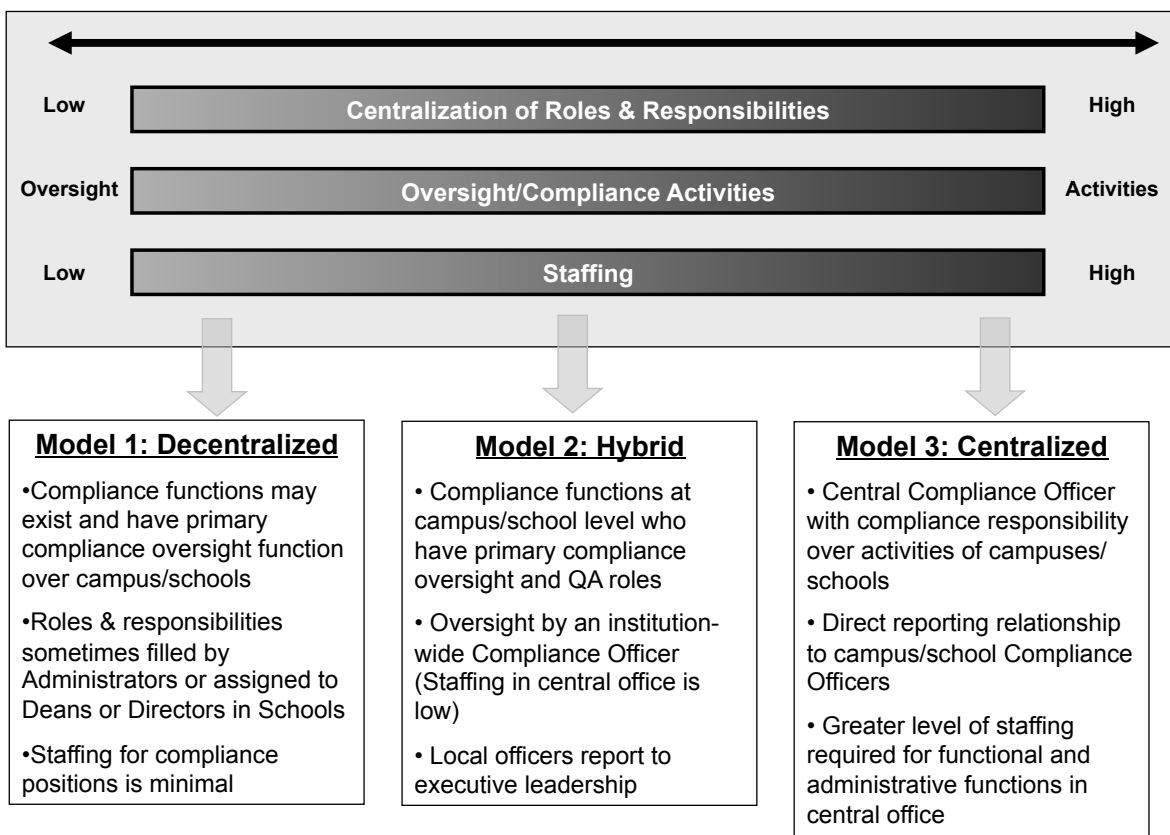 Low
Centralization of Roles & Responsibilities
High
Oversight
Oversight/Compliance Activities
Activities
Low
Staffing
High
Model 1: Decentralized
•Compliance functions may
exist and have primary
compliance oversight function
over campus/schools
•Roles & responsibilities
sometimes filled by
Administrators or assigned to
Deans or Directors in Schools
•Staffing for compliance
positions is minimal
Model 2: Hybrid
• Compliance functions at
campus/school level who
have primary compliance
oversight and QA roles
• Oversight by an institution-
wide Compliance Officer
(Staffing in central office is
low)
• Local officers report to
executive leadership
Model 3: Centralized
• Central Compliance Officer
with compliance responsibility
over activities of campuses/
schools
• Direct reporting relationship
to campus/school Compliance
Officers
• Greater level of staffing
required for functional and
administrative functions in
central office